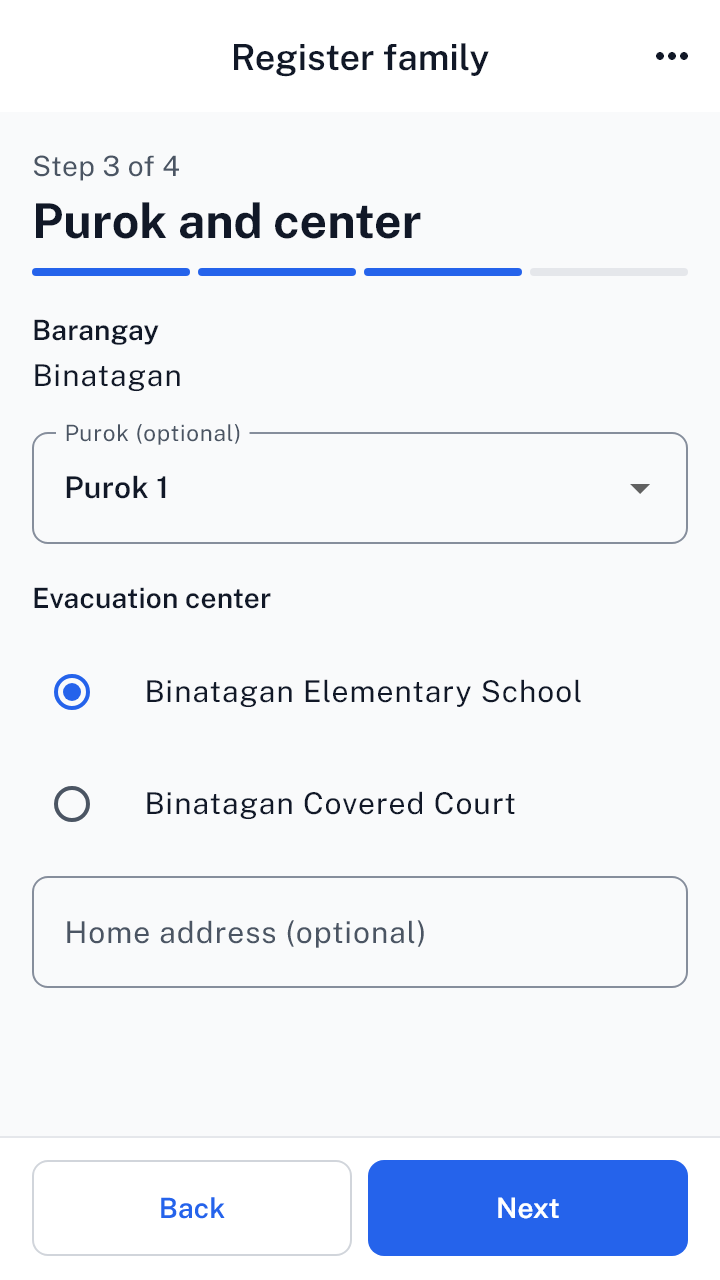 Register family
Step 3 of 4
Purok and center
Barangay
Binatagan
Purok (optional)
Purok 1
Evacuation center
Binatagan Elementary School
Binatagan Covered Court
Home address (optional)
Back
Next